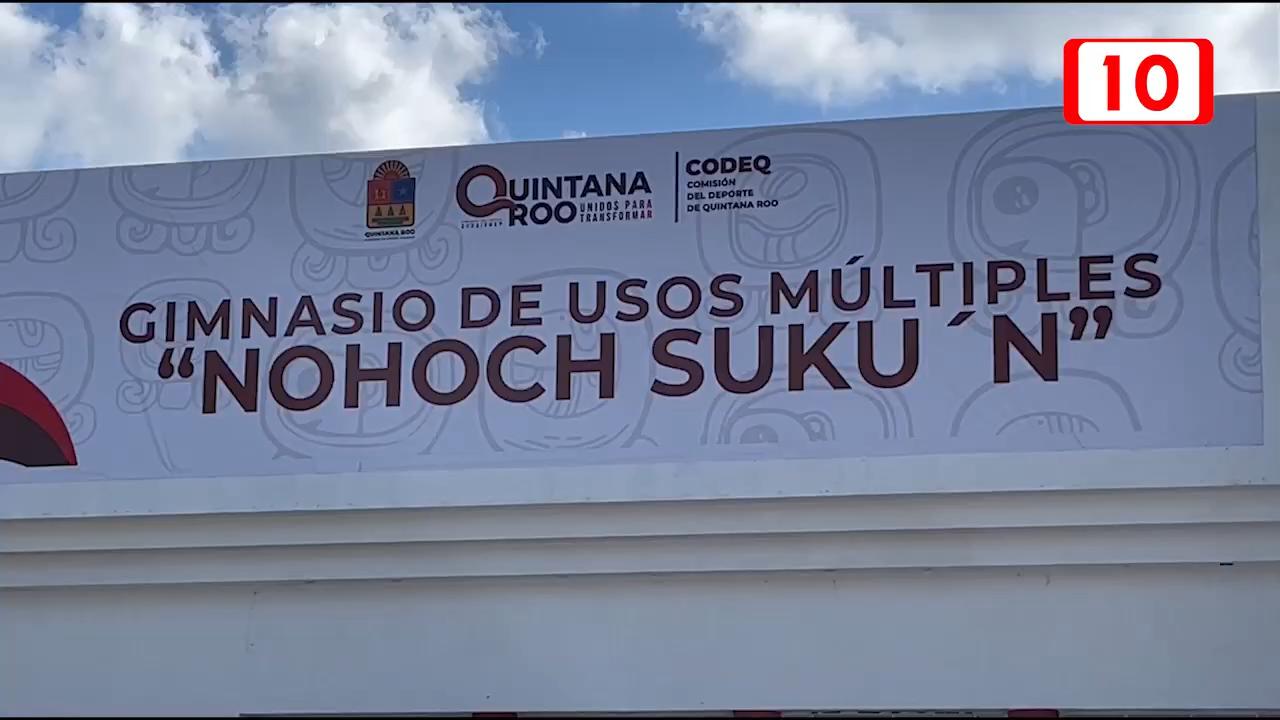 10
QUINTANA ROO
QUINTANA
ROO
UNIDOS PARA
TRANSFORMAR
CODEQ
COMISIÓN
DEL DEPORTE
DE QUINTANA ROO
GIMNASIO DE USOS MÚLTIPLES
“NOHOCH SUKU ´N”